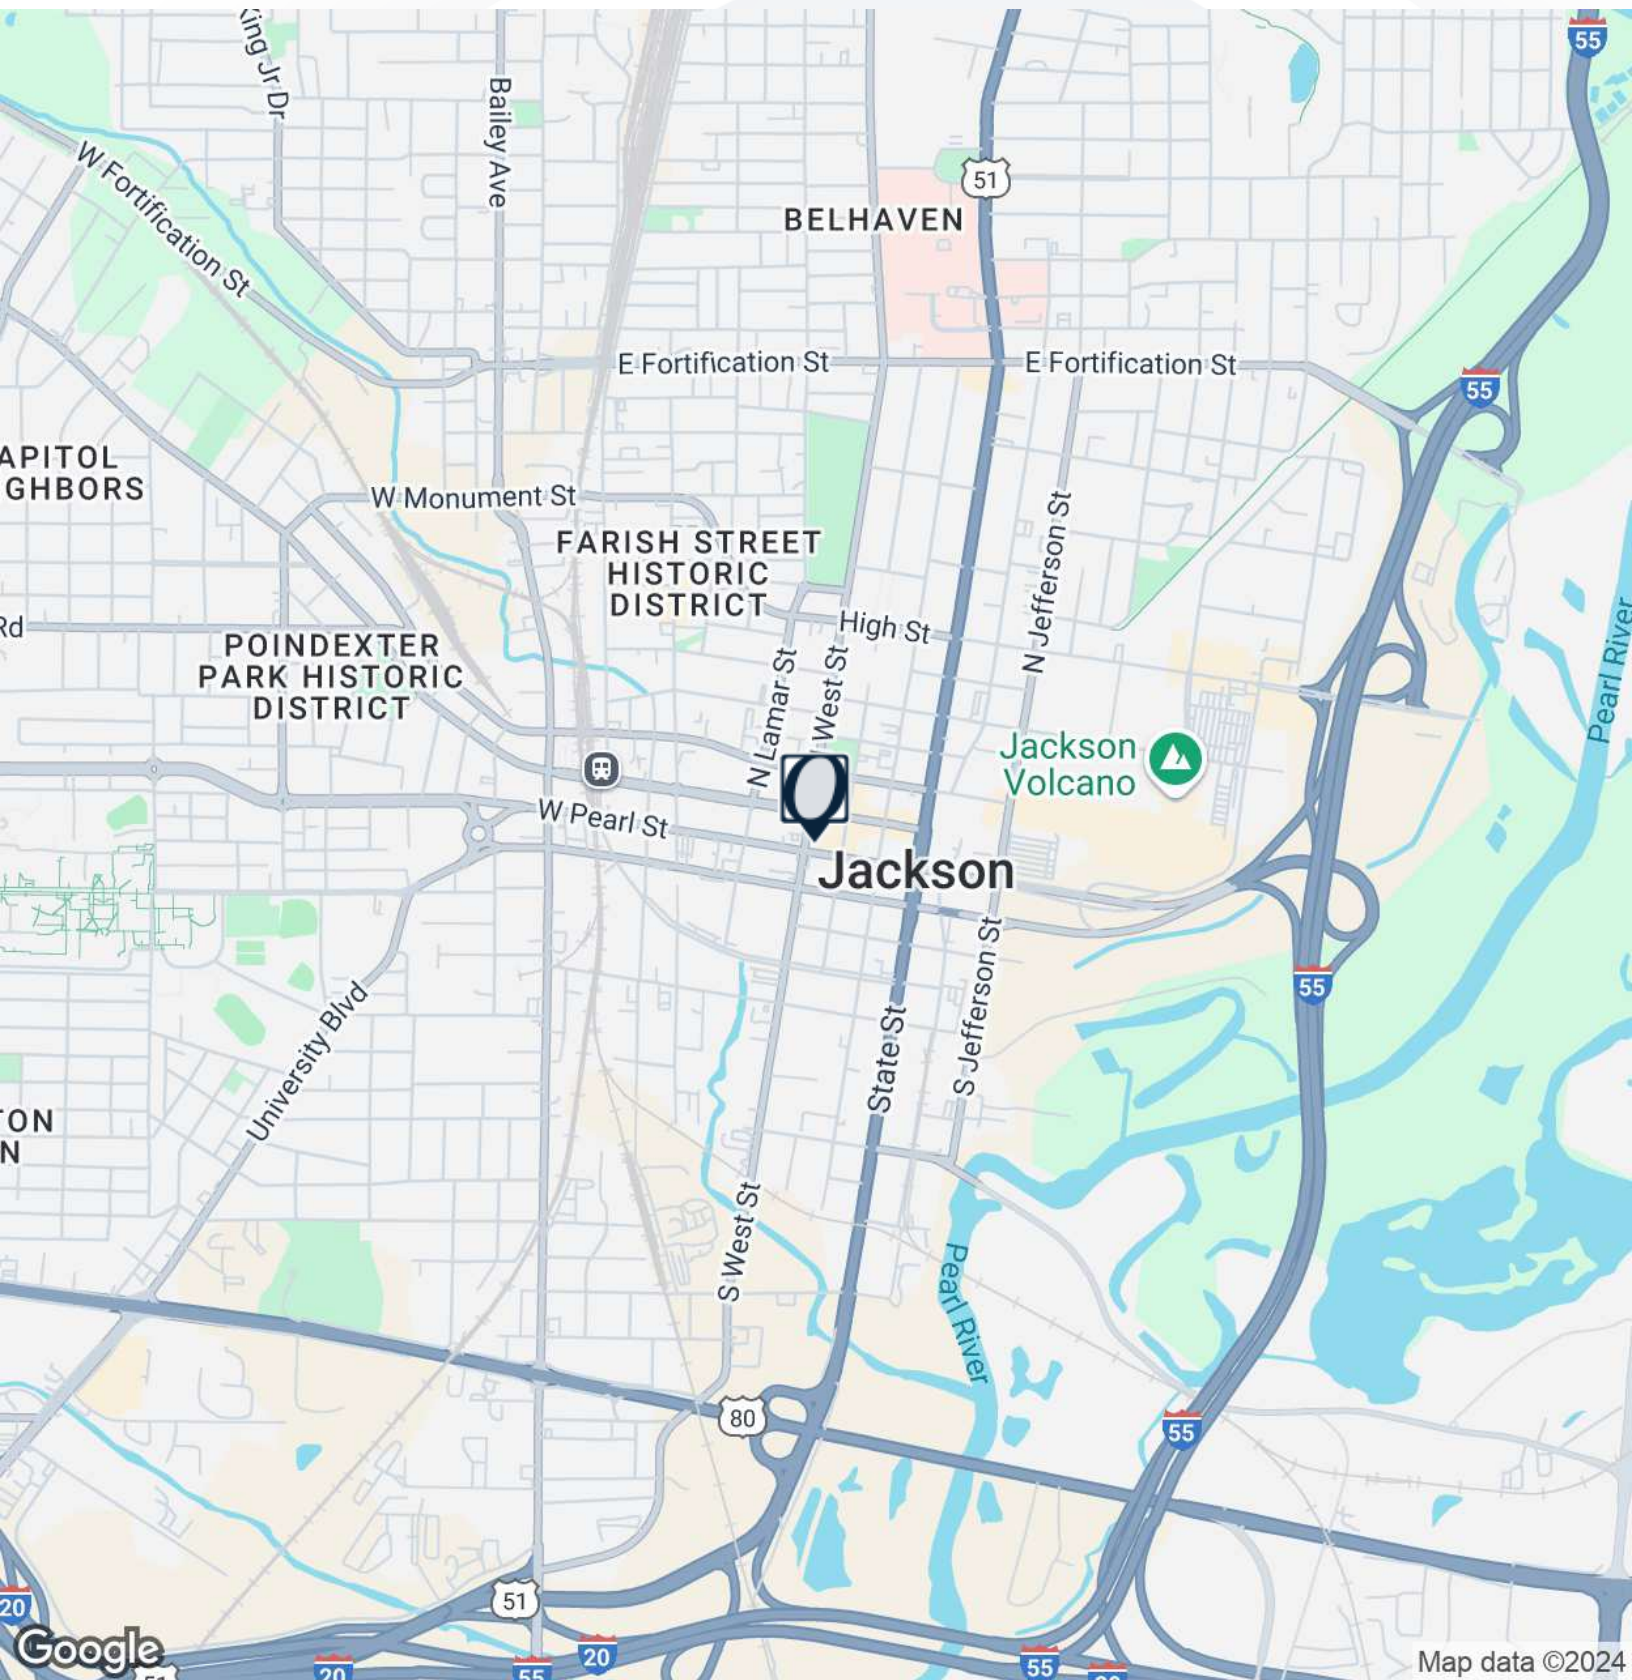 King Jr Dr
Bailey Ave
55
W Fortification St
51
BELHAVEN
E Fortification St
E Fortification St
55
APITOL
GHBORS
W Monument St
FARISH STREET
HISTORIC
DISTRICT
N Jefferson St
High St
Rd
POINDEXTER
PARK HISTORIC
DISTRICT
N Lamar St
West St
Pearl River
Jackson
Volcano
W Pearl St
Jackson
S Jefferson St
55
University Blvd
State St
TON
N
S West St
Pearl River
80
55
51
20
20
55
20
55
Google
Map data ©2024